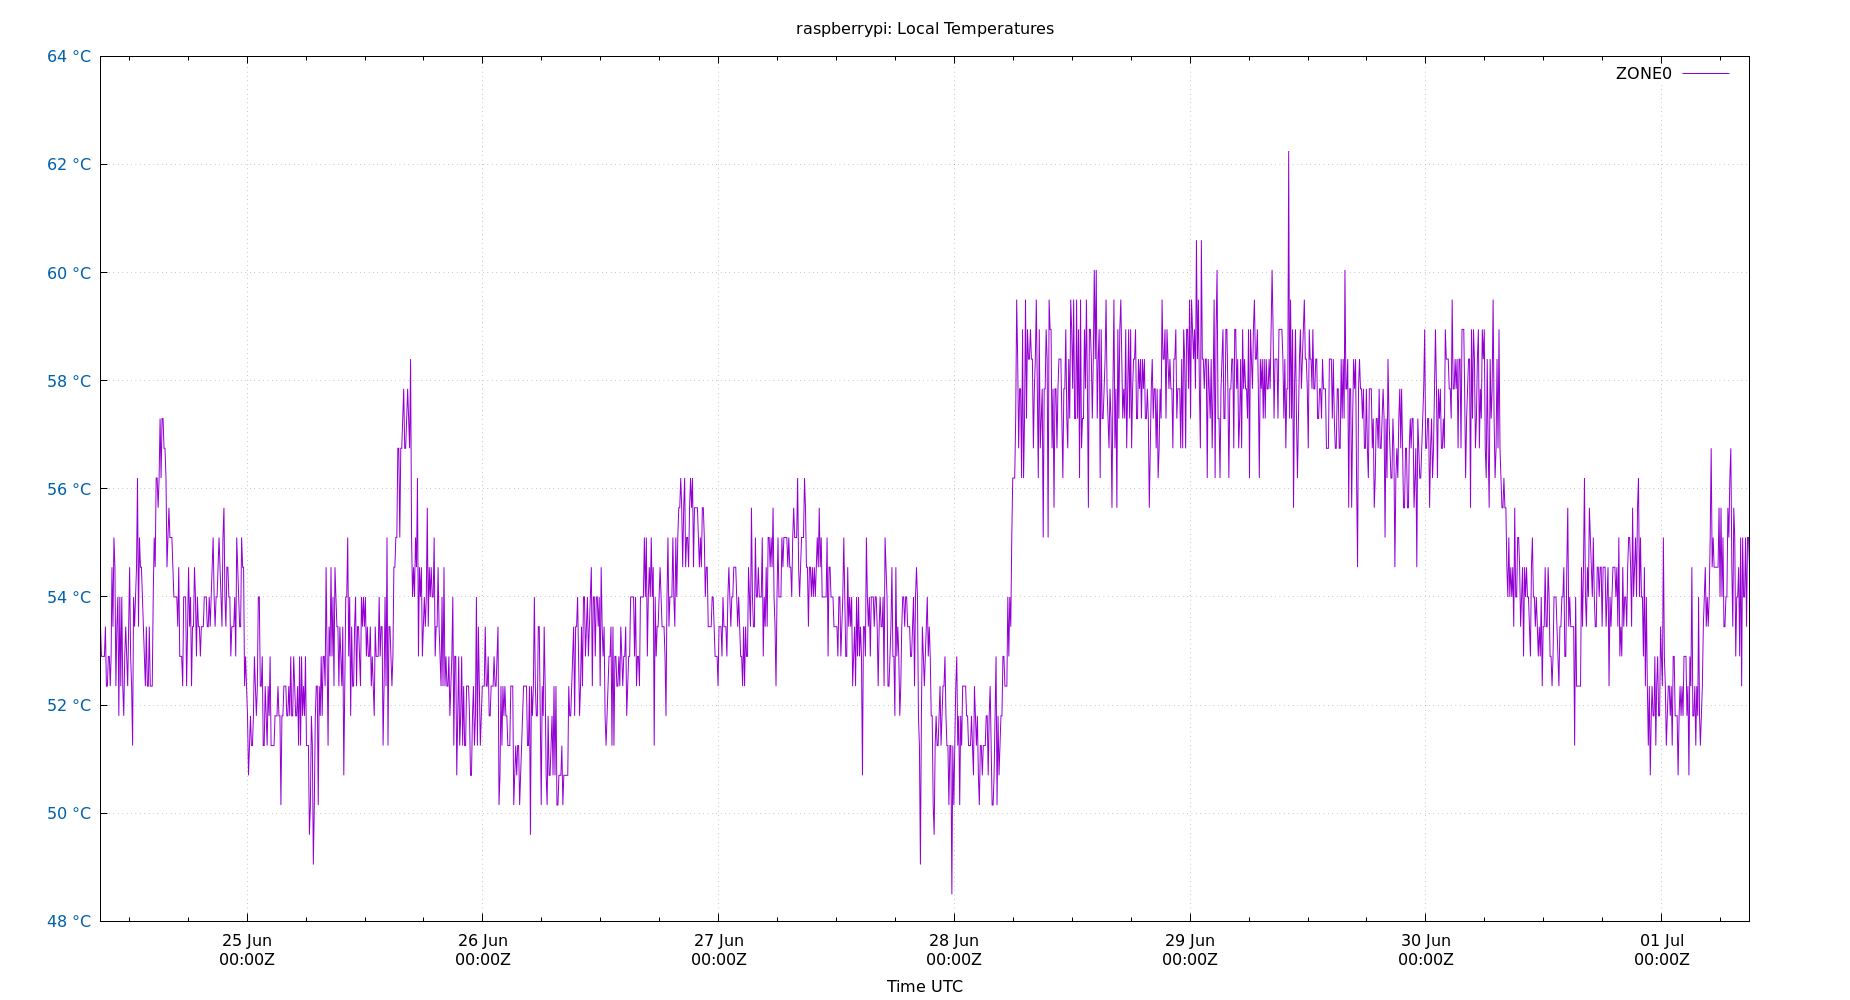 raspberrypi: Local Temperatures
64 °C
ZONE0
62 °C
60 °C
58 °C
56 °C
54 °C
52 °C
50 °C
48 °C
25 Jun 26 Jun 27 Jun 28 Jun 29 Jun 30 Jun 01 Jul
00:00Z 00:00Z 00:00Z 00:00Z 00:00Z 00:00Z 00:00Z
Time UTC